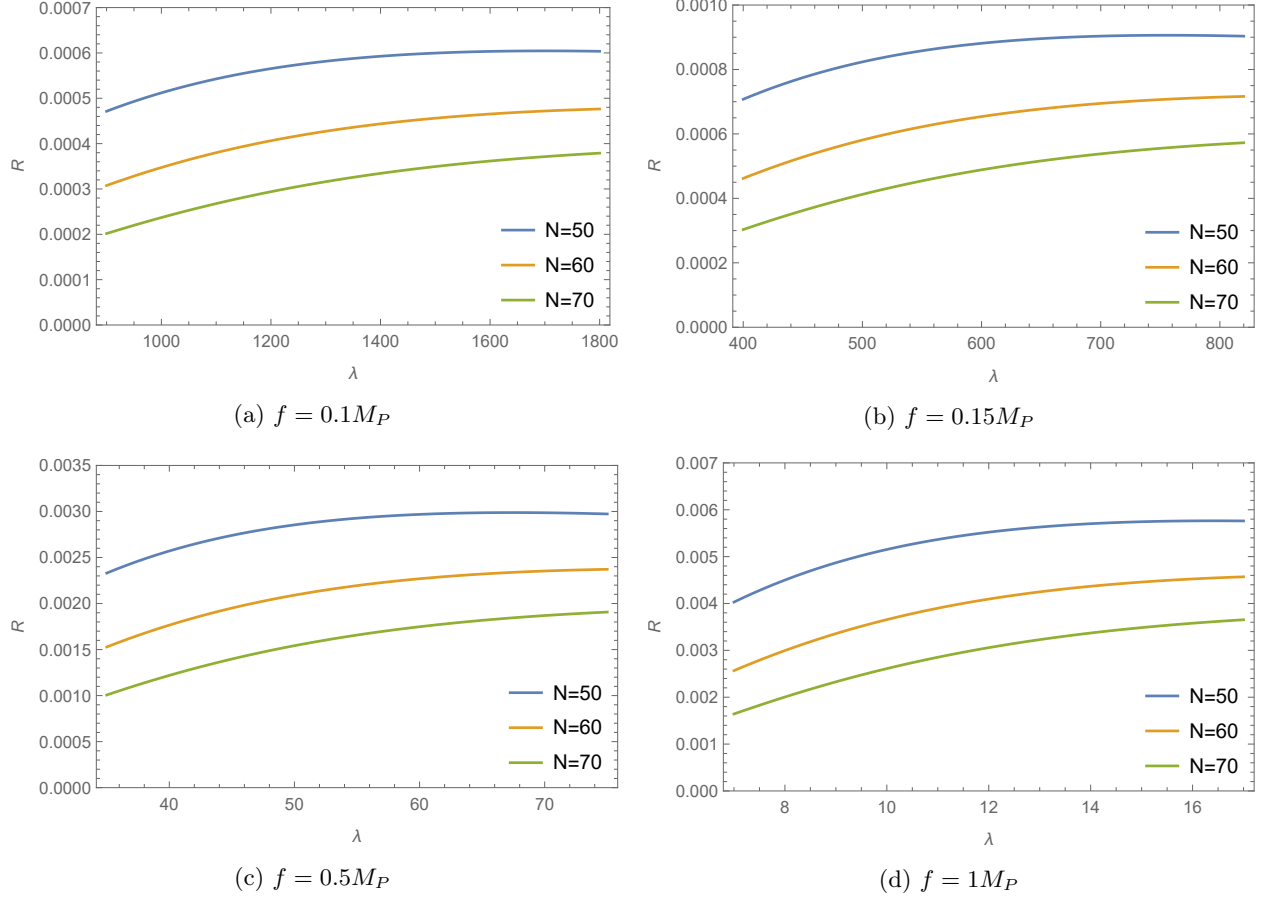 0.0007
0.0006
0.0005
0.0004
0.0003
0.0002
0.0001
0.0000
R
1000 1200 1400 1600 1800
λ
N=50
N=60
N=70
(a) f = 0.1M_P
0.0010
0.0008
0.0006
0.0004
0.0002
0.0000
R
400 500 600 700 800
λ
N=50
N=60
N=70
(b) f = 0.15M_P
0.0035
0.0030
0.0025
0.0020
0.0015
0.0010
0.0005
0.0000
R
40 50 60 70
λ
N=50
N=60
N=70
(c) f = 0.5M_P
0.007
0.006
0.005
0.004
0.003
0.002
0.001
0.000
R
8 10 12 14 16
λ
N=50
N=60
N=70
(d) f = 1M_P